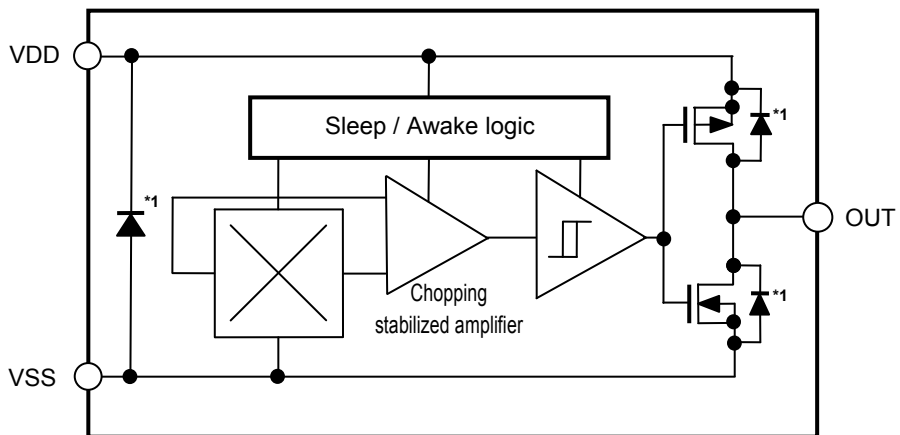 VDD
Sleep / Awake logic
*1
*1
OUT
Chopping
stabilized amplifier
*1
VSS